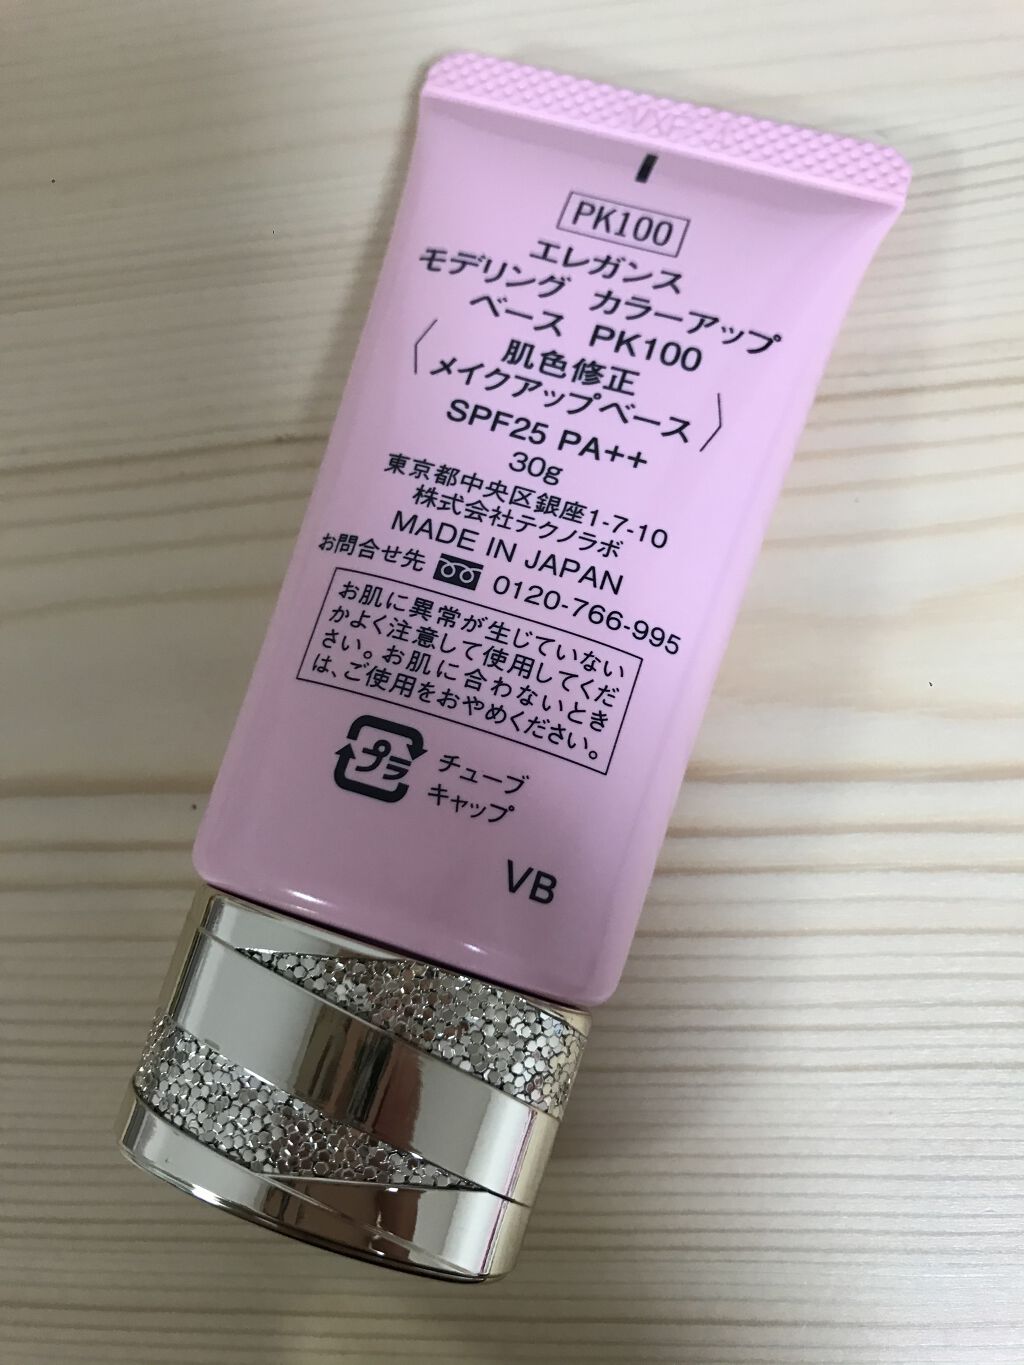 PK100
エレガンス
モデリング カラーアップ
ベース PK100
〈肌色修正
メイクアップベース〉
SPF25 PA++
30g
東京都中央区銀座1-7-10
株式会社テクノラボ
MADE IN JAPAN
お問合せ先 0120-766-995
お肌に異常が生じていない
かよく注意して使用してくだ
さい。お肌に合わないとき
は、ご使用をおやめください。
プラ チューブ
キャップ
VB